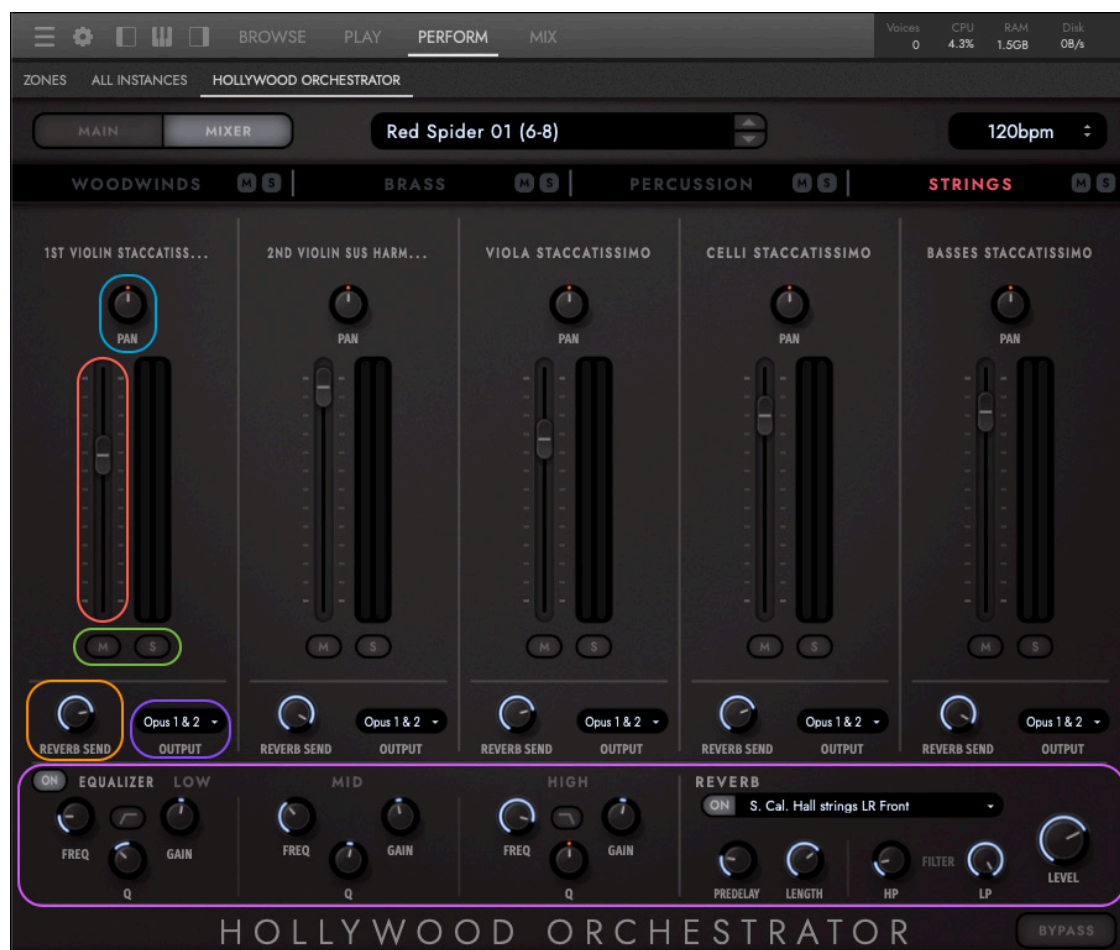 BROWSE PLAY PERFORM MIX Voices CPU RAM Disk
0 4.3% 1.5GB 0B/s
ZONES ALL INSTANCES HOLLYWOOD ORCHESTRATOR
MAIN MIXER Red Spider 01 (6-8) 120bpm
WOODWINDS M S BRASS M S PERCUSSION M S STRINGS M S
1ST VIOLIN STACCATISS... 2ND VIOLIN SUS HARM... VIOLA STACCATISSIMO CELLI STACCATISSIMO BASSES STACCATISSIMO
PAN PAN PAN PAN PAN
M S M S M S M S M S
Opus 1 & 2 Opus 1 & 2 Opus 1 & 2 Opus 1 & 2 Opus 1 & 2
REVERB SEND OUTPUT REVERB SEND OUTPUT REVERB SEND OUTPUT REVERB SEND OUTPUT REVERB SEND OUTPUT
ON EQUALIZER LOW MID HIGH REVERB
ON S. Cal. Hall strings LR Front
FREQ GAIN FREQ GAIN FREQ GAIN FILTER
LEVEL
Q Q Q PREDELAY LENGTH HP LP
HOLLYWOOD ORCHESTRATOR BYPASS